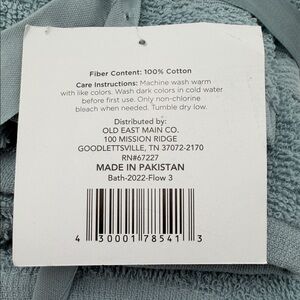 Fiber Content: 100% Cotton
Care Instructions: Machine wash warm
with like colors. Wash dark colors in cold water
before first use. Only non-chlorine
bleach when needed. Tumble dry low.
Distributed by:
OLD EAST MAIN CO.
100 MISSION RIDGE
GOODLETTSVILLE, TN 37072-2170
RN#67227
MADE IN PAKISTAN
Bath-2022-Flow 3
4 30001 78541 3